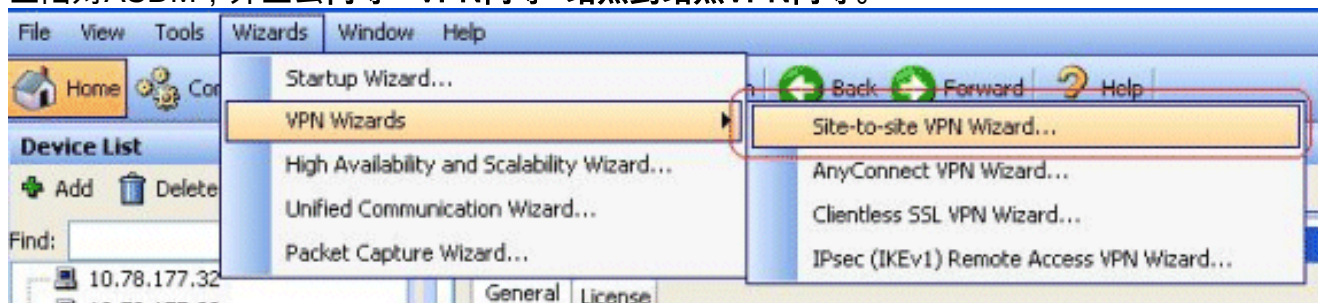 File View Tools Wizards Window Help
Home Back Forward Help
Startup Wizard...
VPN Wizards
Site-to-site VPN Wizard...
Device List
High Availability and Scalability Wizard...
AnyConnect VPN Wizard...
Add Delete
Unified Communication Wizard...
Clientless SSL VPN Wizard...
Find:
Packet Capture Wizard...
IPsec (IKEv1) Remote Access VPN Wizard...
10.78.177.32
General License